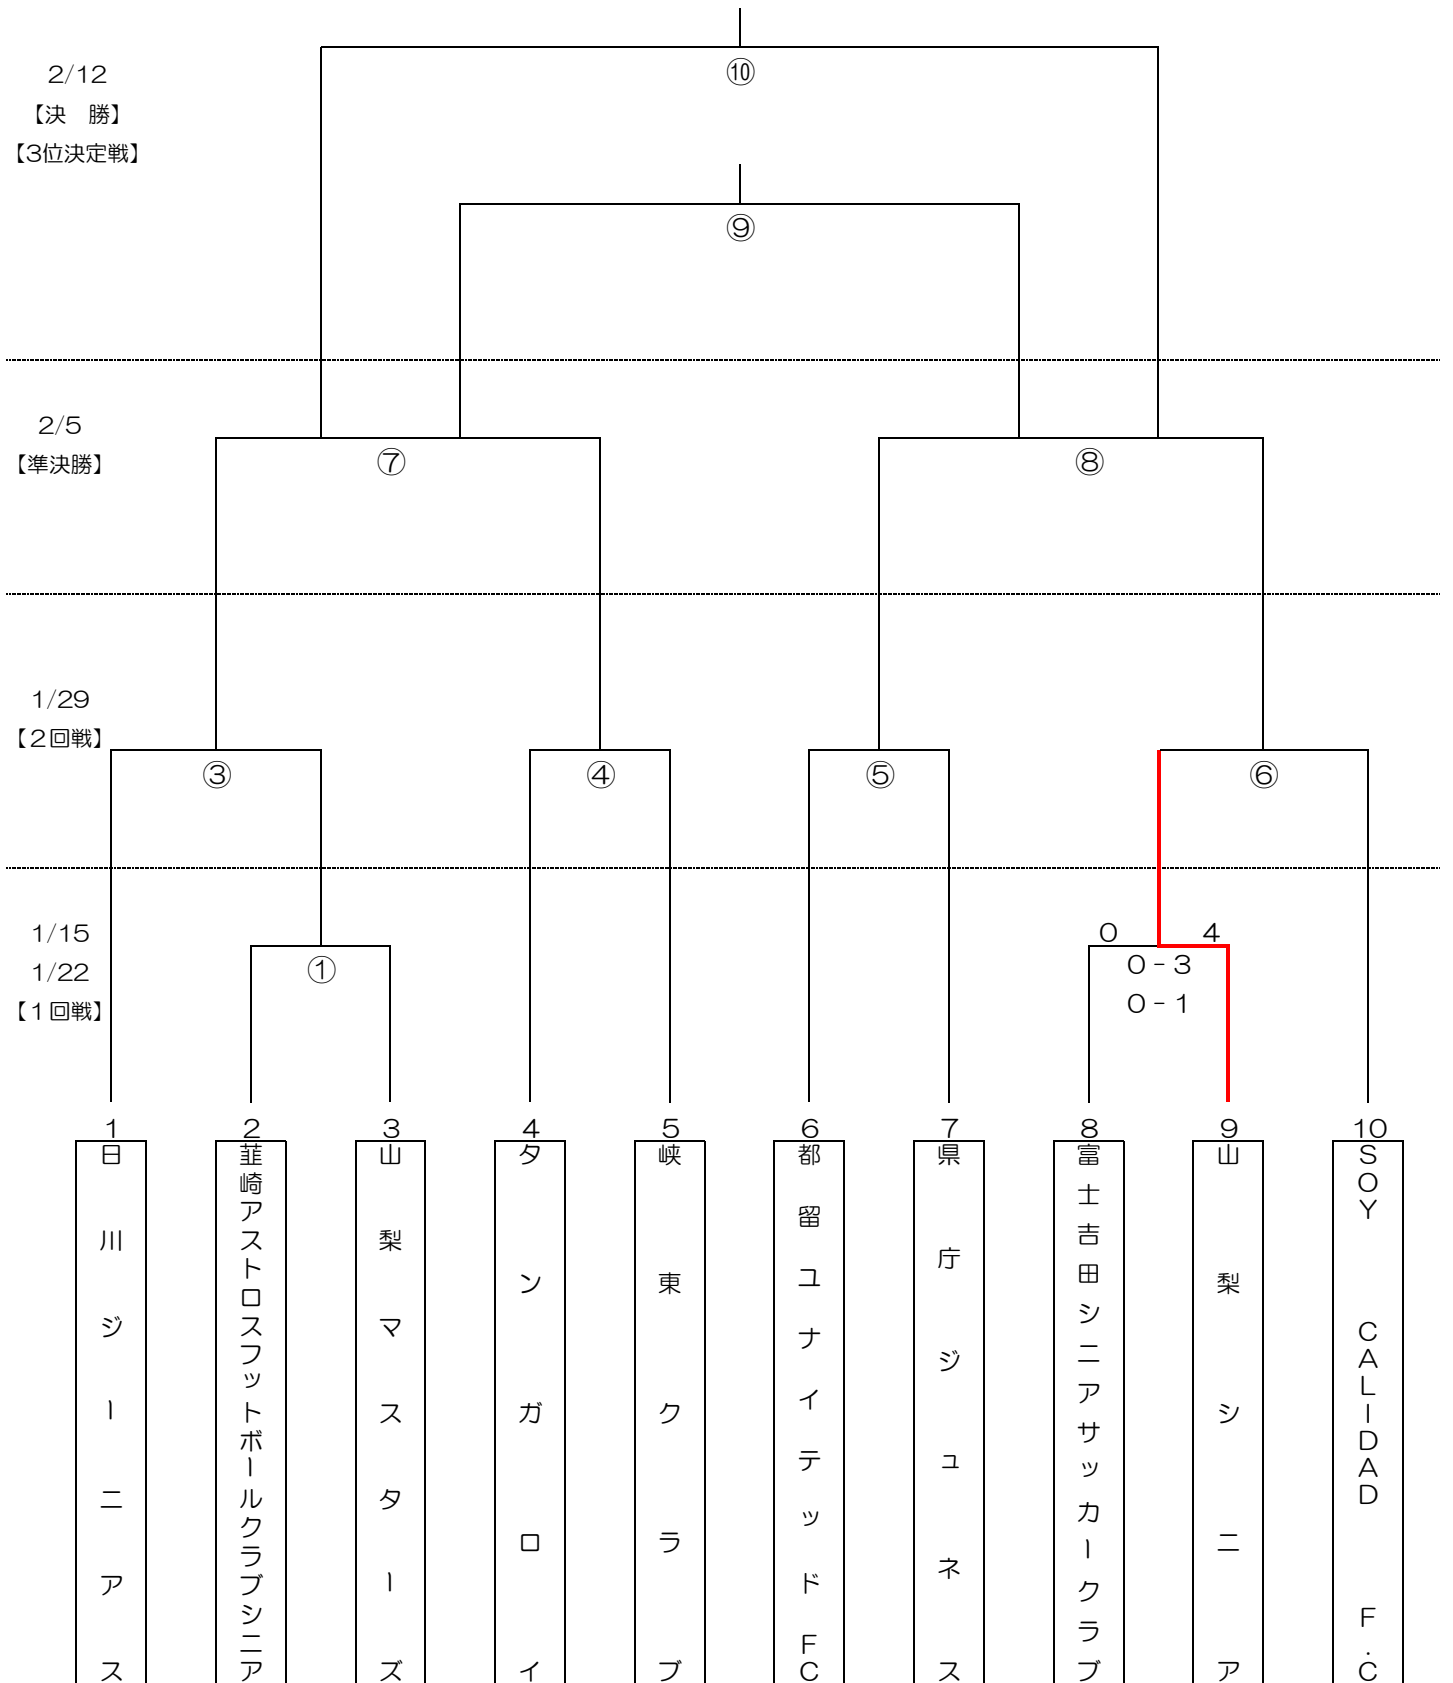 ⑩
2/12
【決　勝】
【3位決定戦】
⑨
2/5
【準決勝】
⑦
⑧
1/29
【２回戦】
③
④
⑤
⑥
1/15
1/22
【１回戦】
①
0 4
0 - 3
0 - 1
1
2
3
4
5
6
7
8
9
10
日川ジーニアス
韮崎アストロスフットボールクラブシニア
山梨マスターズ
タンガロイ
峡東クラブ
都留ユナイテッドFC
県庁ジュネス
富士吉田シニアサッカークラブ
山梨シニア
SOY CALIDAD F.C